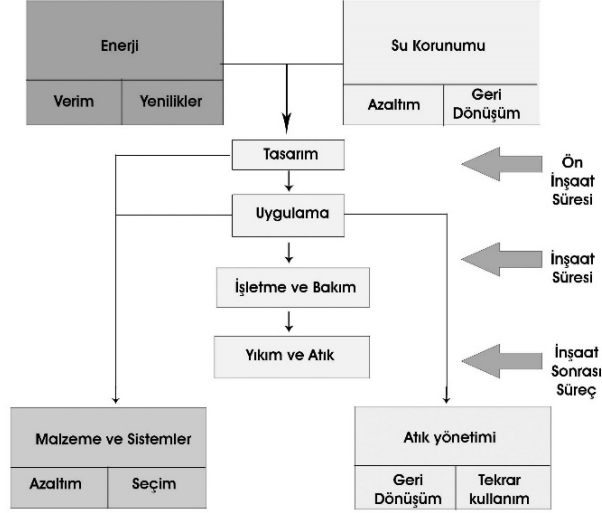 Enerji
Verim
Yenilikler
Su Korunumu
Azaltım
Geri
Dönüşüm
Tasarım
Ön
İnşaat
Süresi
Uygulama
İnşaat
Süresi
İşletme ve Bakım
Yıkım ve Atık
İnşaat
Sonrası
Süreç
Malzeme ve Sistemler
Azaltım
Seçim
Atık yönetimi
Geri
Dönüşüm
Tekrar
kullanım